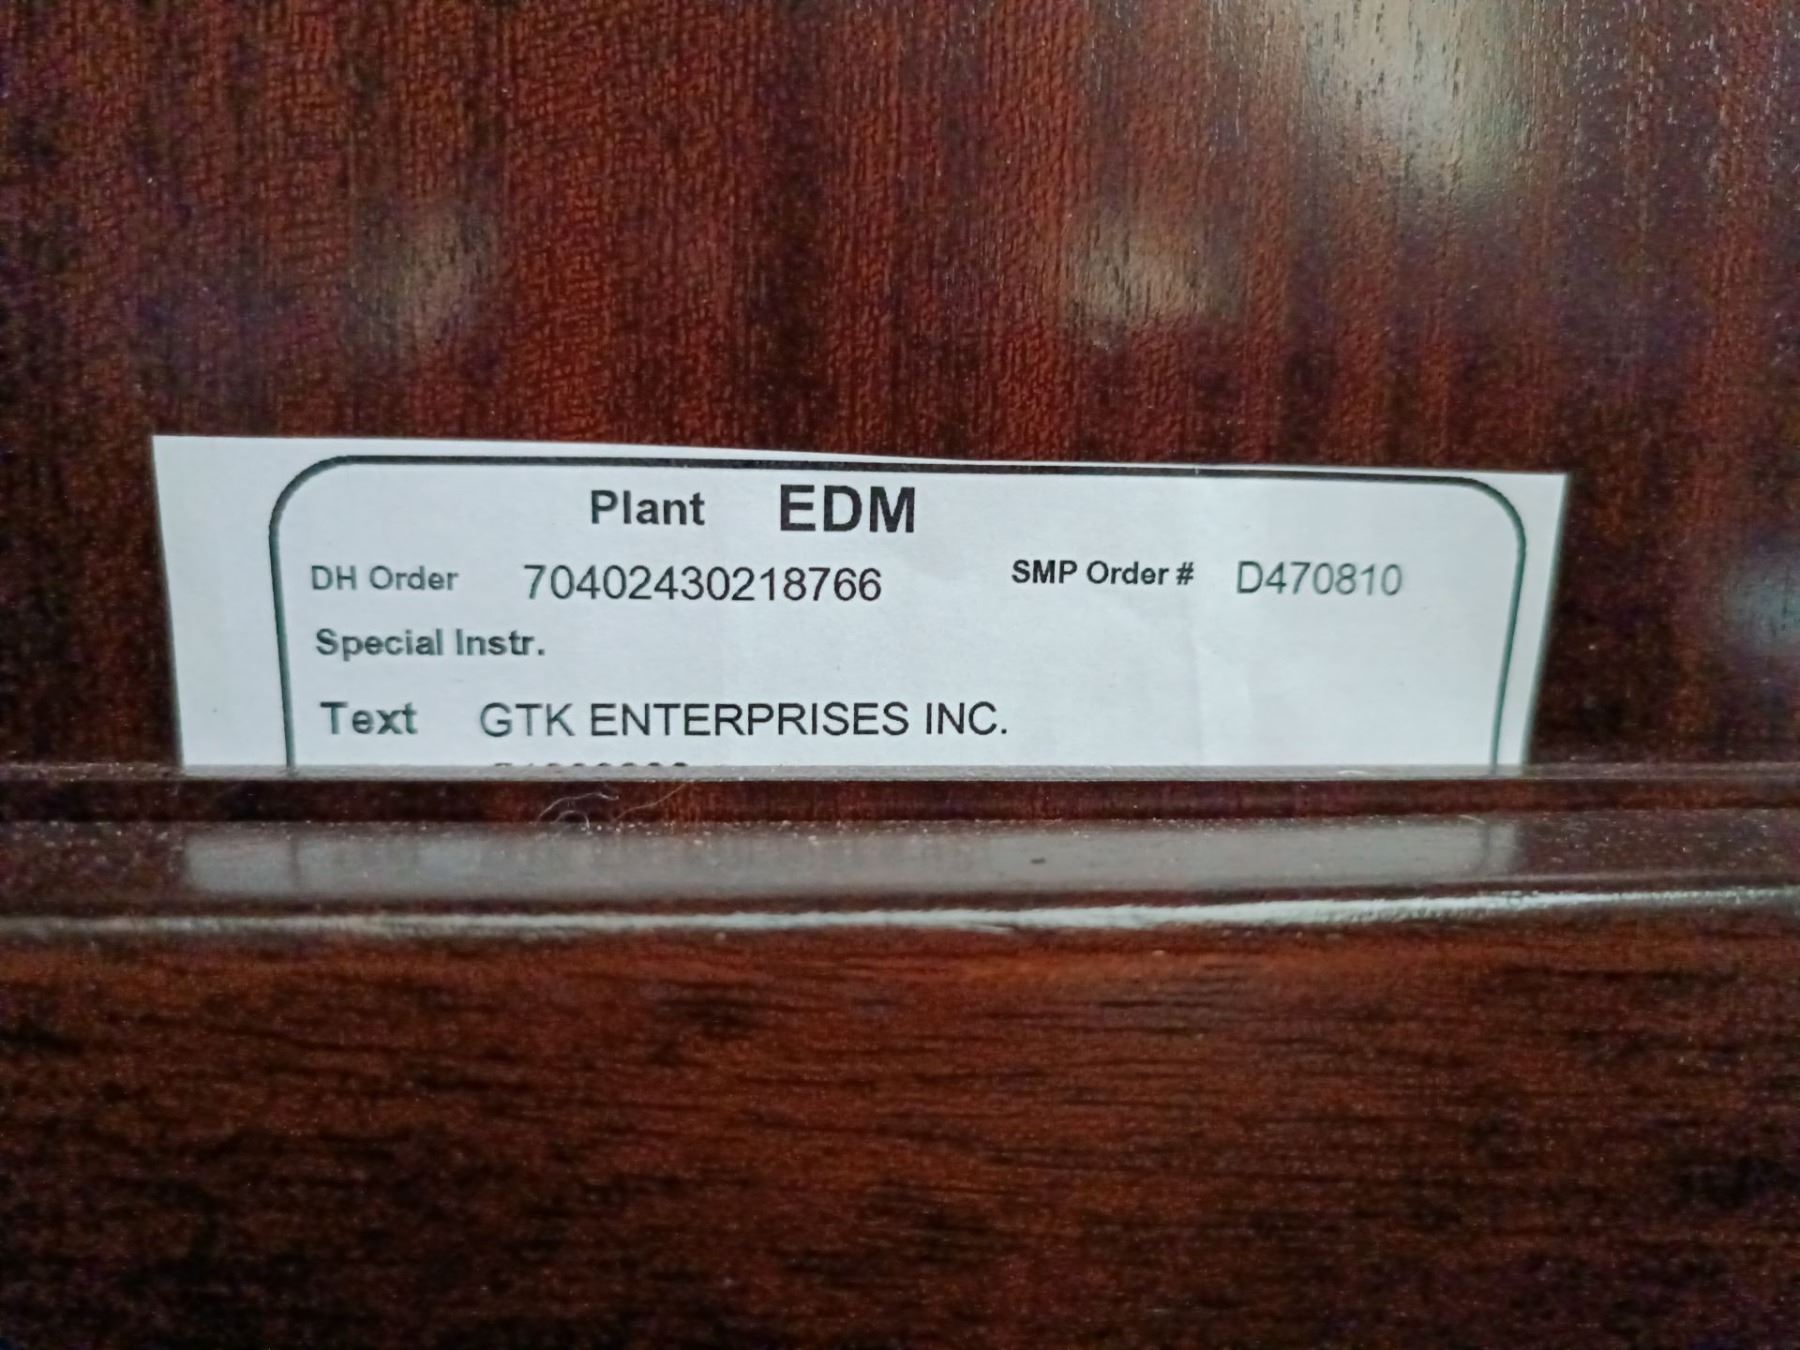 Plant EDM
DH Order 70402430218766 SMP Order # D470810
Special Instr.
Text GTK ENTERPRISES INC.